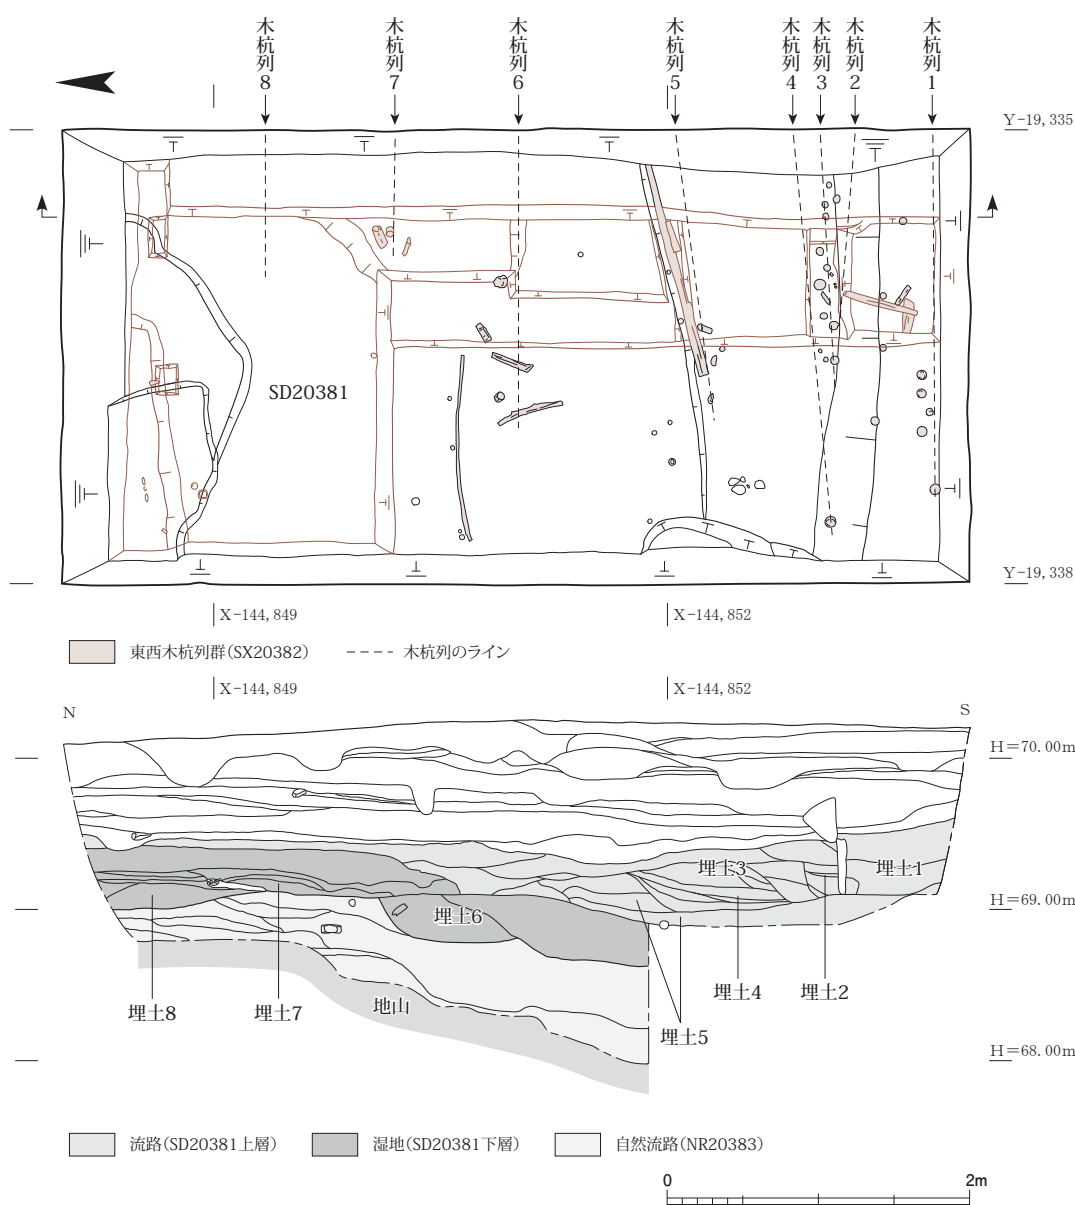 木杭列8
木杭列7
木杭列6
木杭列5
木杭列4
木杭列3
木杭列2
木杭列1
Y-19,335
SD20381
Y-19,338
X-144,849
X-144,852
東西木杭列群(SX20382)
木杭列のライン
X-144,849
X-144,852
N
S
H=70.00m
埋土3
埋土1
H=69.00m
埋土6
埋土8
埋土7
地山
埋土4
埋土2
埋土5
H=68.00m
流路(SD20381上層)
湿地(SD20381下層)
自然流路(NR20383)
0
2m